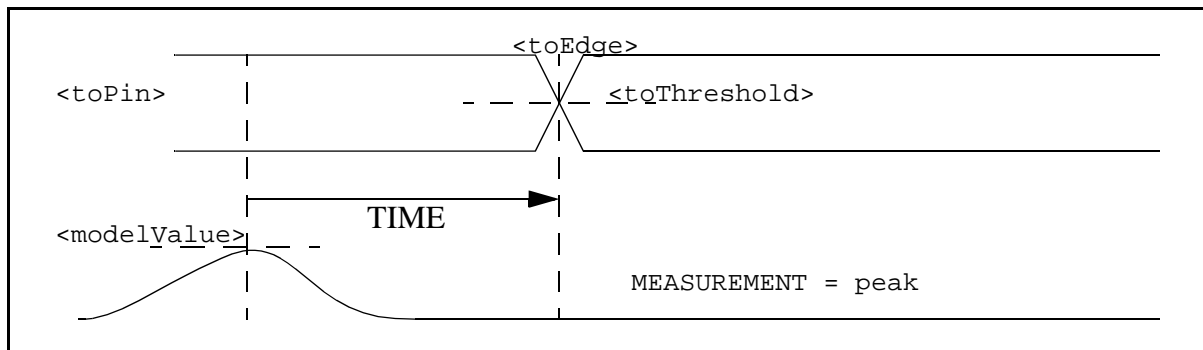 <toEdge>
<toPin>
<toThreshold>
TIME
<modelValue>
MEASUREMENT = peak